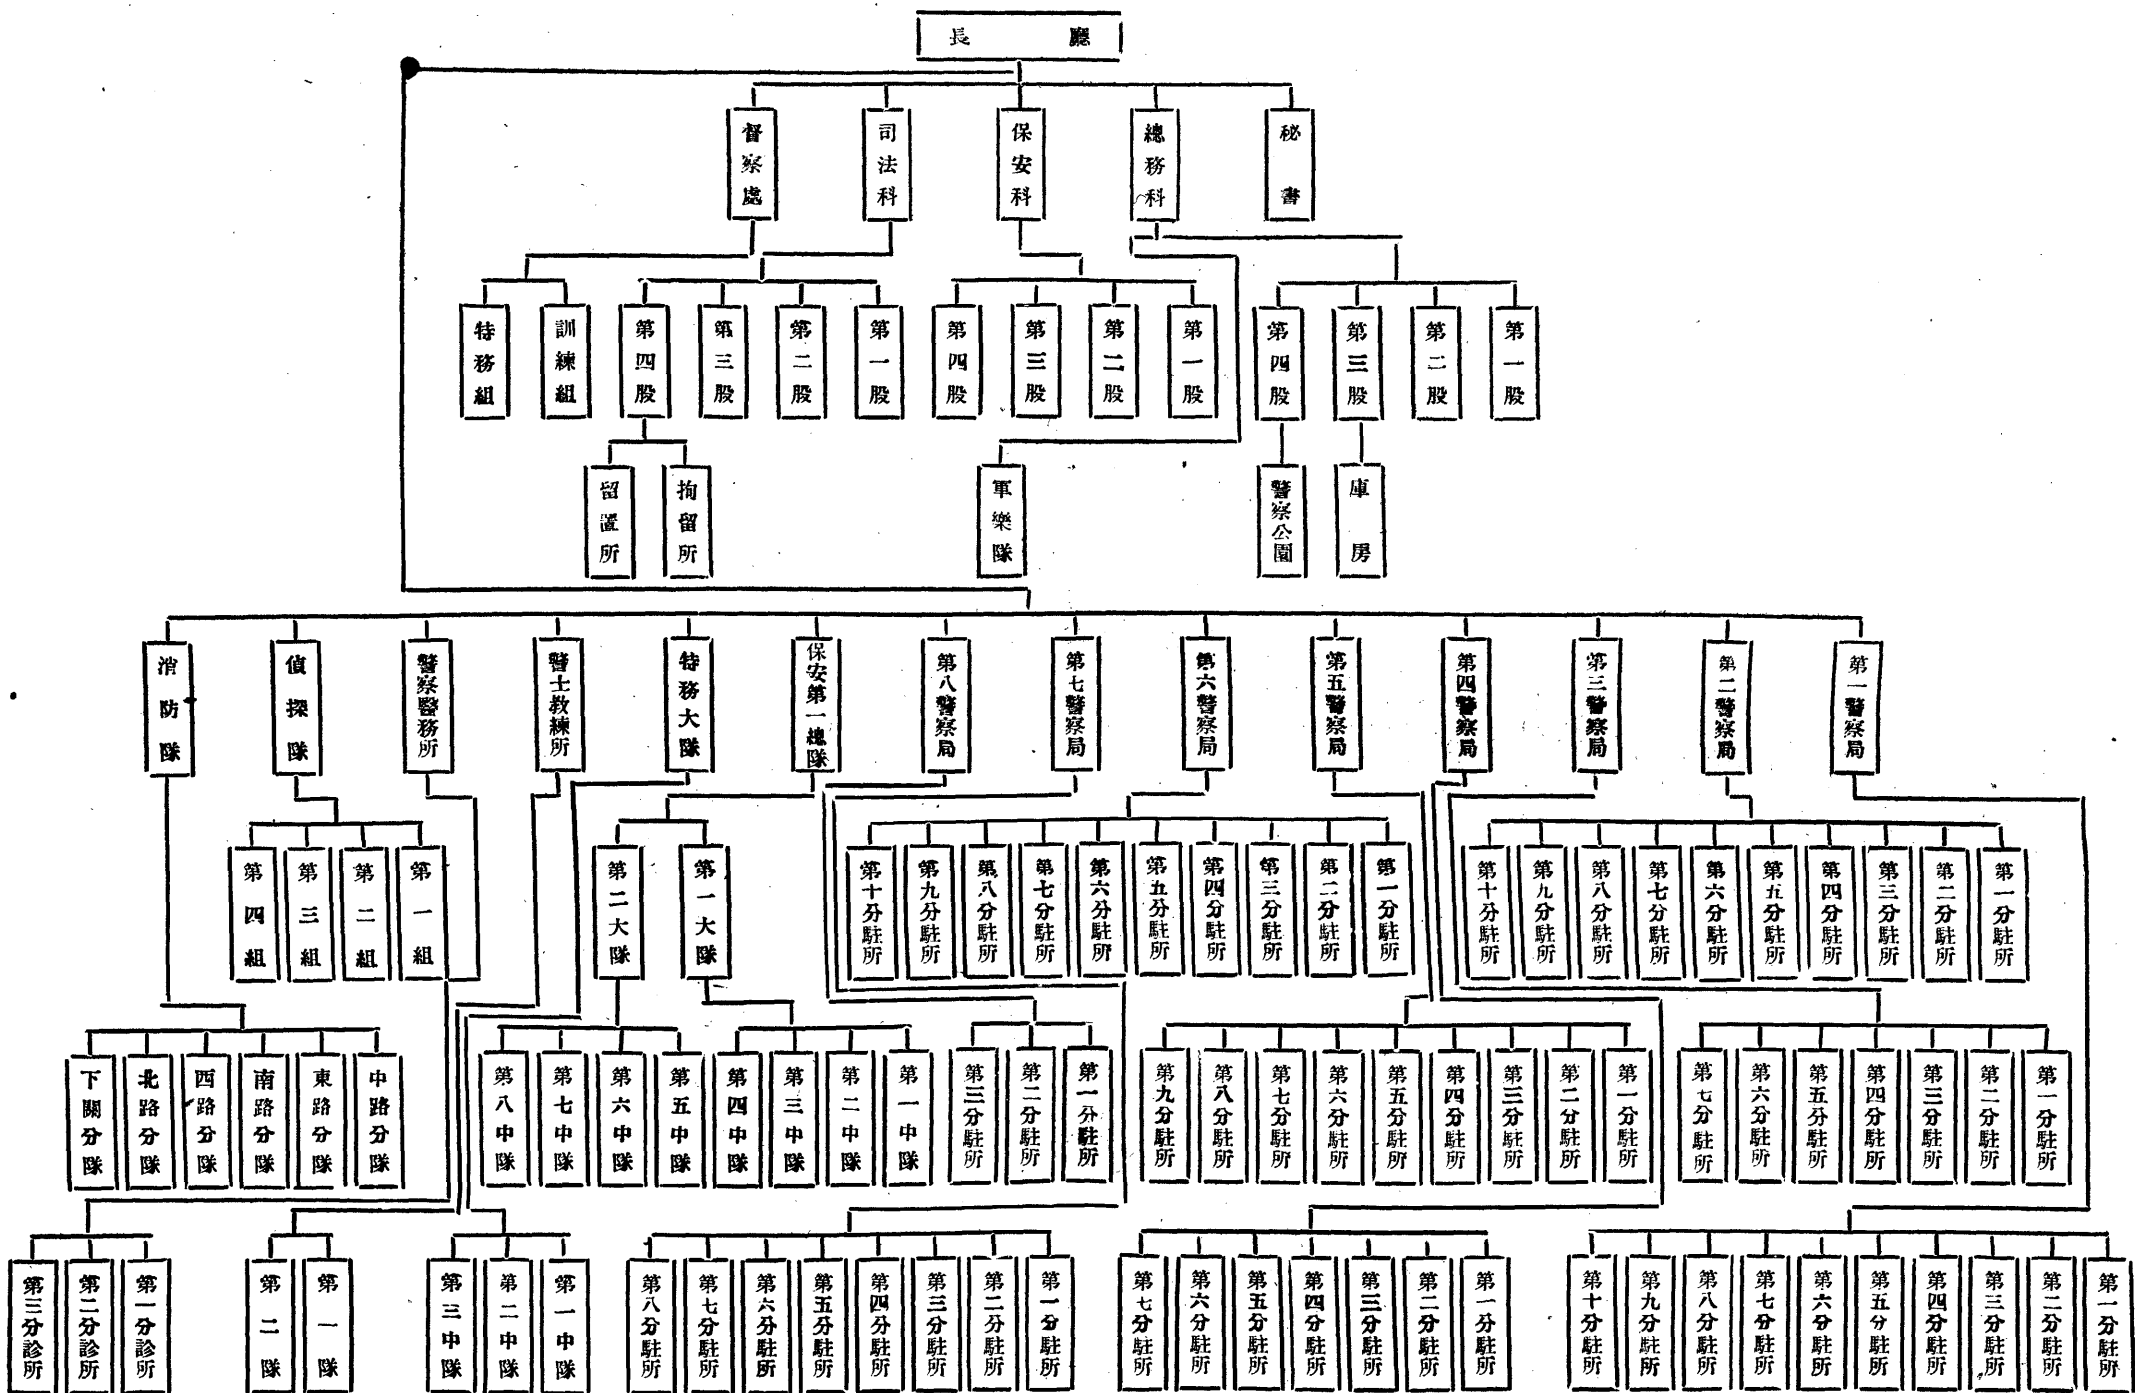 首都警察廳組織系統表
廳長
秘書
總務科
保安科
司法科
督察處
第一股
第二股
第三股
第四股
第一股
第二股
第三股
第四股
第一股
第二股
第三股
第四股
訓練組
特務組
庫房
警察公園
軍樂隊
拘留所
留置所
第一警察局
第二警察局
第三警察局
第四警察局
第五警察局
第六警察局
第七警察局
第八警察局
保安第一總隊
特務大隊
警士教練所
警察醫務所
偵探隊
消防隊
第一分駐所
第二分駐所
第三分駐所
第四分駐所
第五分駐所
第六分駐所
第七分駐所
第八分駐所
第九分駐所
第十分駐所
第一分駐所
第二分駐所
第三分駐所
第四分駐所
第五分駐所
第六分駐所
第七分駐所
第八分駐所
第九分駐所
第十分駐所
第一大隊
第二大隊
第一組
第二組
第三組
第四組
第一分駐所
第二分駐所
第三分駐所
第四分駐所
第五分駐所
第六分駐所
第七分駐所
第一分駐所
第二分駐所
第三分駐所
第四分駐所
第五分駐所
第六分駐所
第七分駐所
第八分駐所
第九分駐所
第一分駐所
第二分駐所
第三分駐所
第一中隊
第二中隊
第三中隊
第四中隊
第五中隊
第六中隊
第七中隊
第八中隊
中路分隊
東路分隊
南路分隊
西路分隊
北路分隊
下關分隊
第一分駐所
第二分駐所
第三分駐所
第四分駐所
第五分駐所
第六分駐所
第七分駐所
第八分駐所
第九分駐所
第十分駐所
第一分駐所
第二分駐所
第三分駐所
第四分駐所
第五分駐所
第六分駐所
第七分駐所
第一分駐所
第二分駐所
第三分駐所
第四分駐所
第五分駐所
第六分駐所
第七分駐所
第八分駐所
第一中隊
第二中隊
第三中隊
第一隊
第二隊
第一分診所
第二分診所
第三分診所